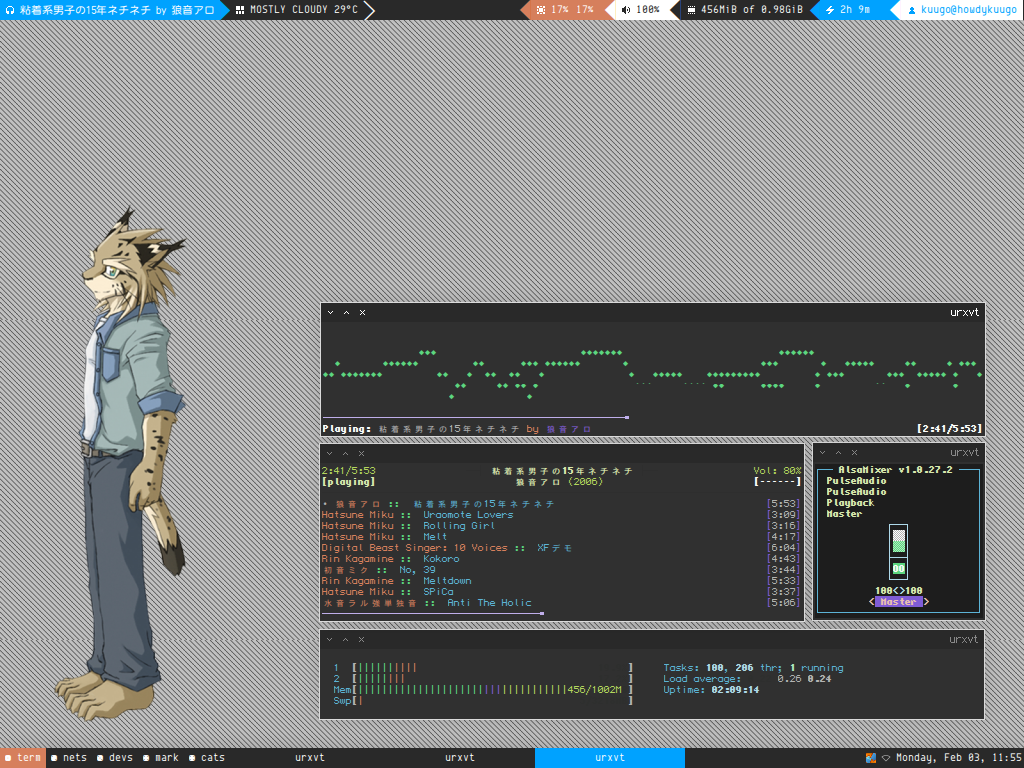 粘着系男子の15年ネチネチ by 狼音アロ MOSTLY CLOUDY 29°C 17% 17% 100% 456MiB of 0.98GiB 2h 9m kuugo@howdykuugo
urxvt
Playing: 粘着系男子の15年ネチネチ by 狼音アロ [2:41/5:53]
urxvt
2:41/5:53 粘着系男子の15年ネチネチ Vol: 80%
[playing] 狼音アロ (2006) [------]
* 狼音アロ :: 粘着系男子の15年ネチネチ [5:53]
Hatsune Miku :: Uraomote Lovers [3:09]
Hatsune Miku :: Rolling Girl [3:16]
Hatsune Miku :: Melt [4:17]
Digital Beast Singer: 10 Voices :: XFデモ [6:04]
Rin Kagamine :: Kokoro [4:43]
初音ミク :: No, 39 [3:44]
Rin Kagamine :: Meltdown [5:33]
Hatsune Miku :: SPiCa [3:37]
水音ラル強単独音 :: Anti The Holic [5:06]
urxvt
AlsaMixer v1.0.27.2
PulseAudio
PulseAudio
Playback
Master
00
100<>100
< Master >
urxvt
1 [||||||||||  ]
2 [||||||||  ]
Mem[|||||||||||||||||||||||||||||||||||456/1002M ]
Swp[|  ]
Tasks: 100, 206 thr; 1 running
Load average: 0.26 0.24
Uptime: 02:09:14
term nets devs mark cats urxvt urxvt urxvt Monday, Feb 03, 11:55